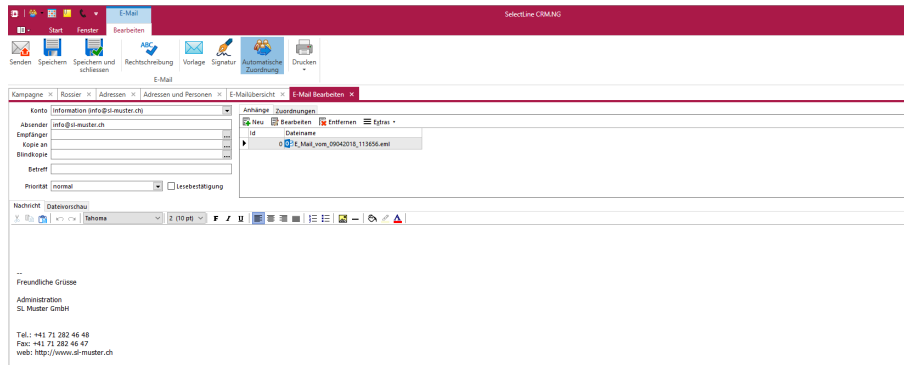 E-Mail
SelectLine CRM.NG
Start Fenster Bearbeiten
ABC
Senden Speichern Speichern und schliessen Rechtschreibung Vorlage Signatur Automatische Zuordnung Drucken
E-Mail
Kampagne × Rossier × Adressen × Adressen und Personen × E-Mailübersicht × E-Mail Bearbeiten ×
Konto Information (info@sl-muster.ch)
Absender info@sl-muster.ch
Empfänger ...
Kopie an ...
Blindkopie ...
Betreff
Priorität normal Lesebestätigung
Anhänge Zuordnungen
Neu Bearbeiten Entfernen Extras
Id Dateiname
0 E_Mail_vom_09042018_113656.eml
Nachricht Dateivorschau
Tahoma 2 (10 pt) F I U A
--
Freundliche Grüsse
Administration
SL Muster GmbH
Tel.: +41 71 282 46 48
Fax: +41 71 282 46 47
web: http://www.sl-muster.ch